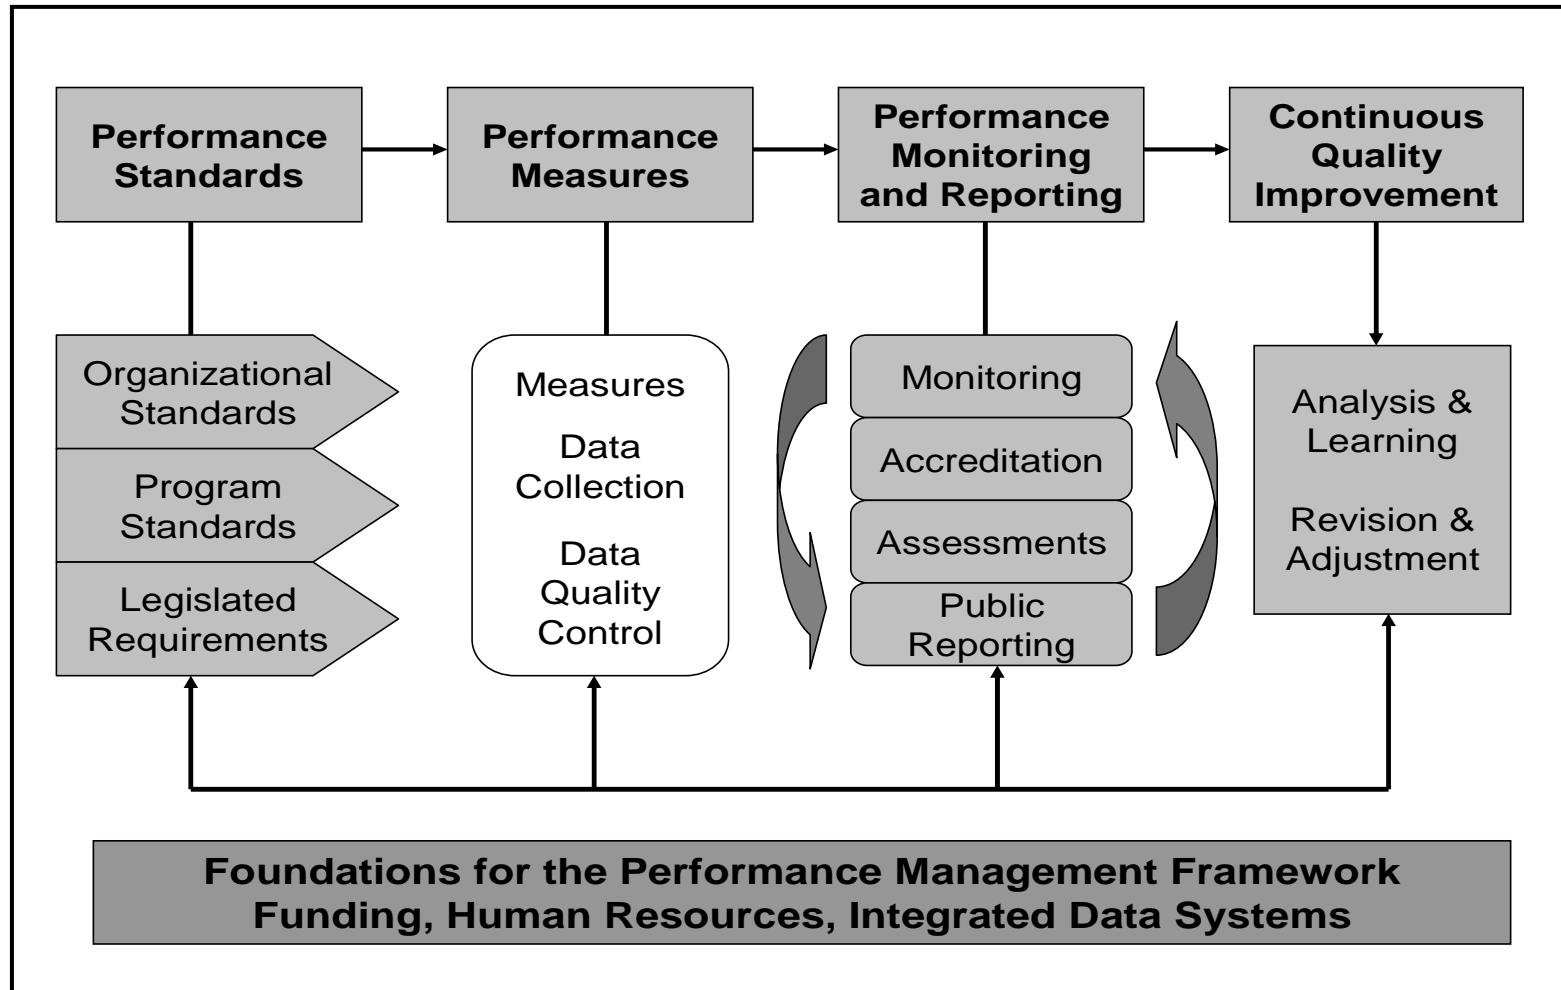 Performance
Standards
Performance
Measures
Performance
Monitoring
and Reporting
Continuous
Quality
Improvement
Organizational
Standards
Program
Standards
Legislated
Requirements
Measures
Data
Collection
Data
Quality
Control
Monitoring
Accreditation
Assessments
Public
Reporting
Analysis &
Learning
Revision &
Adjustment
Foundations for the Performance Management Framework
Funding, Human Resources, Integrated Data Systems